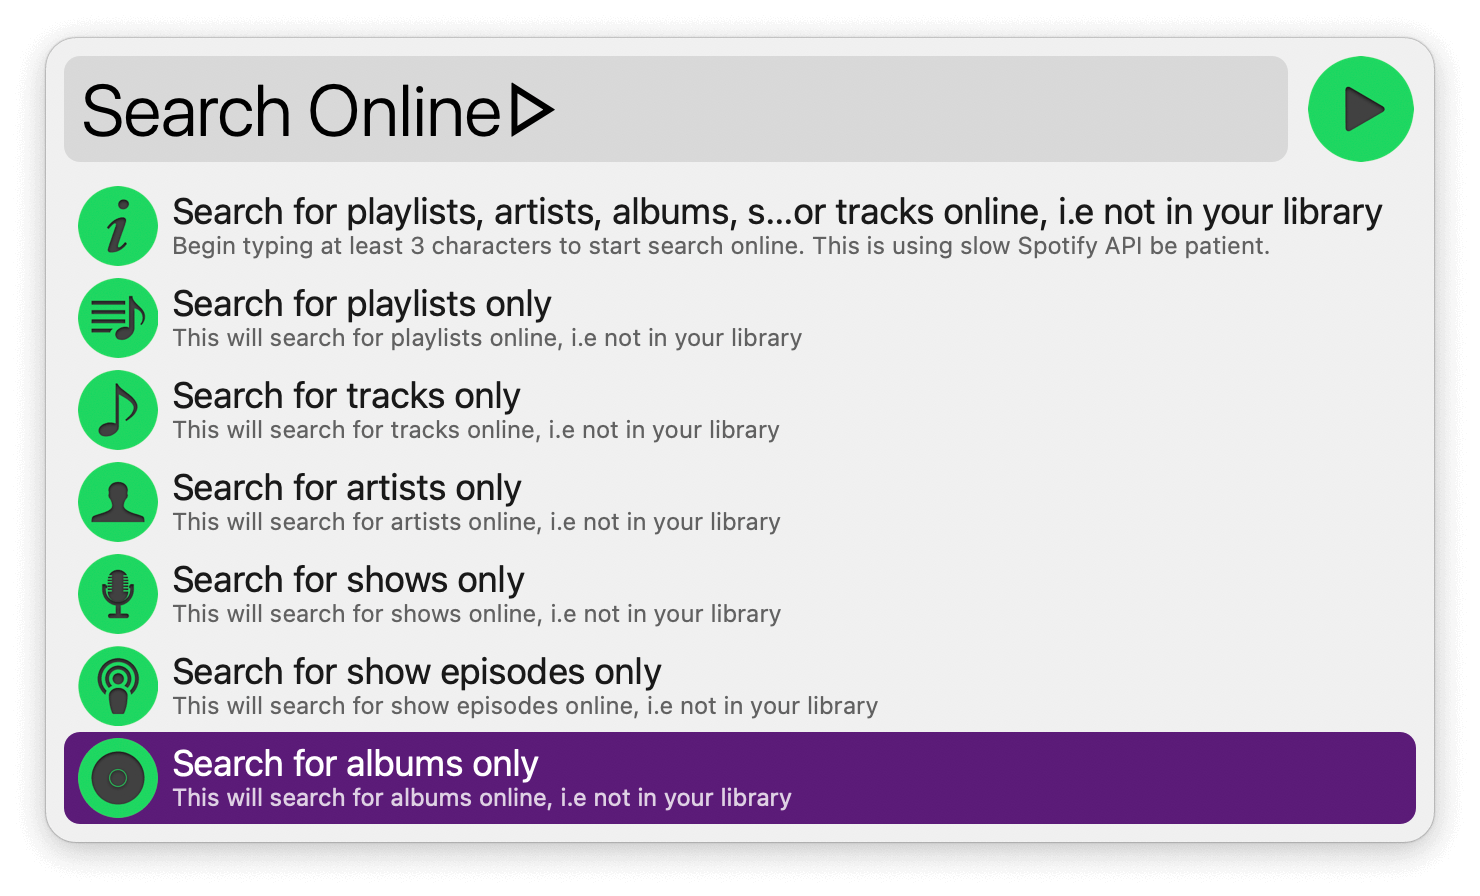 Search Online▷
Search for playlists, artists, albums, s...or tracks online, i.e not in your library
Begin typing at least 3 characters to start search online. This is using slow Spotify API be patient.
Search for playlists only
This will search for playlists online, i.e not in your library
Search for tracks only
This will search for tracks online, i.e not in your library
Search for artists only
This will search for artists online, i.e not in your library
Search for shows only
This will search for shows online, i.e not in your library
Search for show episodes only
This will search for show episodes online, i.e not in your library
Search for albums only
This will search for albums online, i.e not in your library